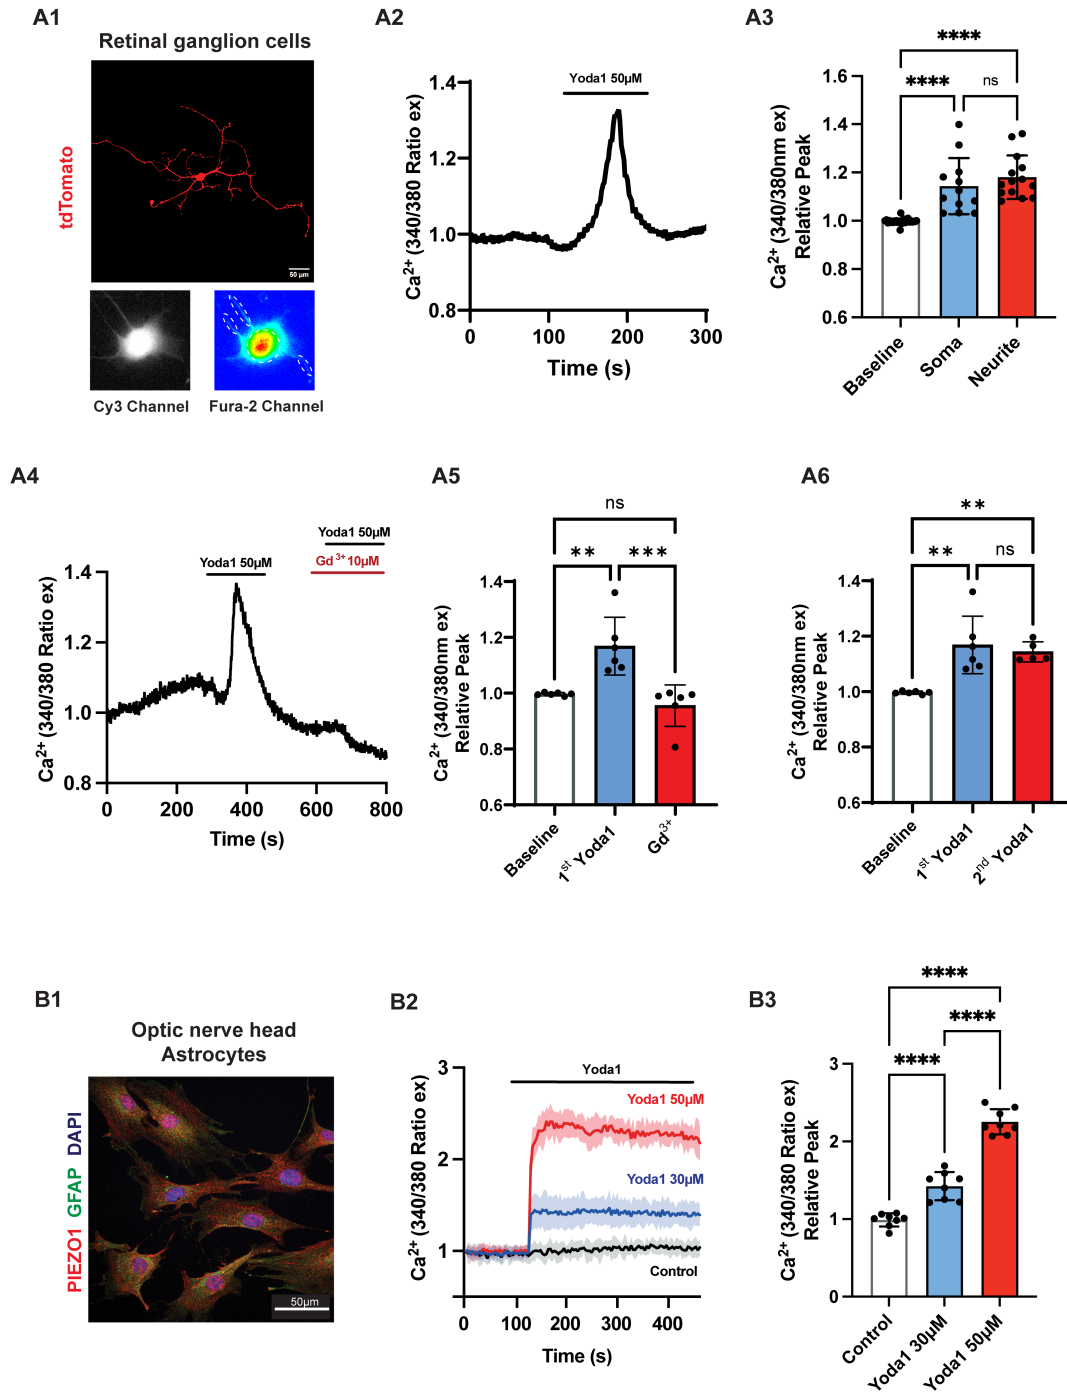 A1
Retinal ganglion cells
tdTomato
50 µm
Cy3 Channel
Fura-2 Channel
A2
Ca2+ (340/380 Ratio ex)
1.4
1.2
1.0
0.8
Yoda1 50µM
0
100
200
300
Time (s)
A3
Ca2+ (340/380nm ex)
Relative Peak
1.6
1.4
1.2
1.0
1.2
0.6
****
****
ns
Baseline
Soma
Neurite
A4
Ca2+ (340/380 Ratio ex)
1.4
1.2
1.0
0.8
Yoda1 50µM
Yoda1 50µM
Gd 3+ 10µM
0
200
400
600
800
Time (s)
A5
Ca2+ (340/380nm ex)
Relative Peak
1.4
1.2
1.0
0.8
0.6
ns
**
***
Baseline
1st Yoda1
Gd3+
A6
Ca2+ (340/380nm ex)
Relative Peak
1.4
1.2
1.0
0.8
0.6
**
**
ns
Baseline
1st Yoda1
2nd Yoda1
B1
Optic nerve head
Astrocytes
PIEZO1 GFAP DAPI
50µm
B2
Ca2+ (340/380 Ratio ex)
3
2
1
1
Yoda1
Yoda1 50µM
Yoda1 30µM
Control
0
100
200
300
400
Time (s)
B3
Ca2+ (340/380 Ratio ex)
Relative Peak
3
2
1
0
****
****
****
Control
Yoda1 30µM
Yoda1 50µM